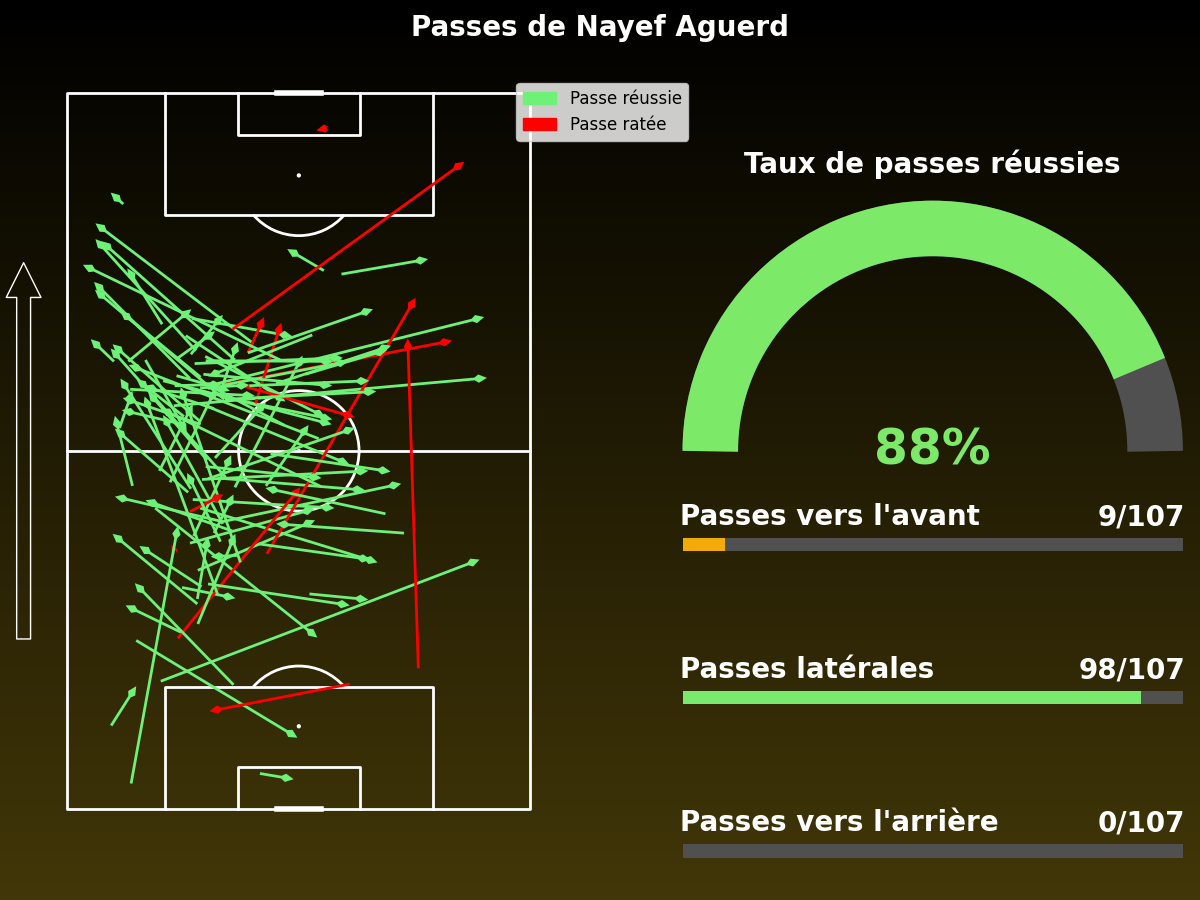 Passes de Nayef Aguerd
Passe réussie
Passe ratée
Taux de passes réussies
88%
Passes vers l'avant 9/107
Passes latérales 98/107
Passes vers l'arrière 0/107